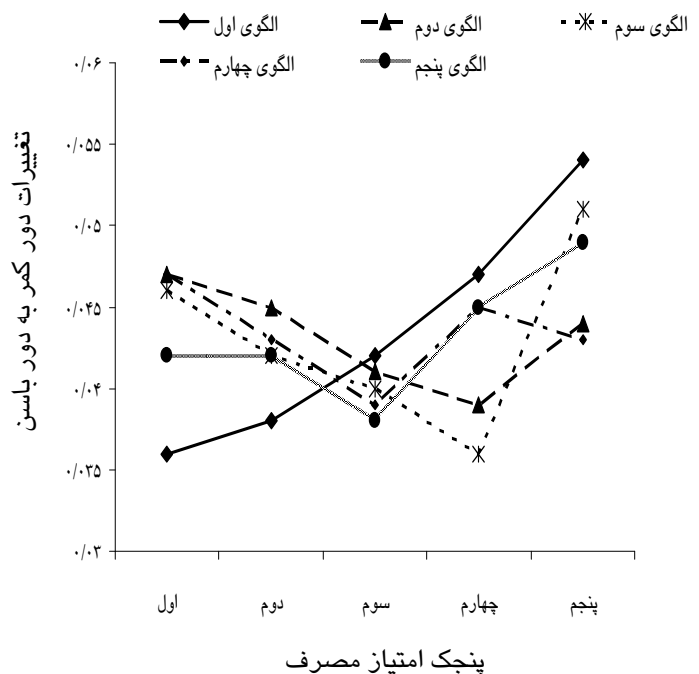 الگوی اول الگوی دوم الگوی سوم
الگوی چهارم الگوی پنجم
تغییرات دور کمر به دور باسن
۰/۰۶
۰/۰۵۵
۰/۰۵
۰/۰۴۵
۰/۰۴
۰/۰۳۵
۰/۰۳
اول دوم سوم چهارم پنجم
پنجک امتیاز مصرف